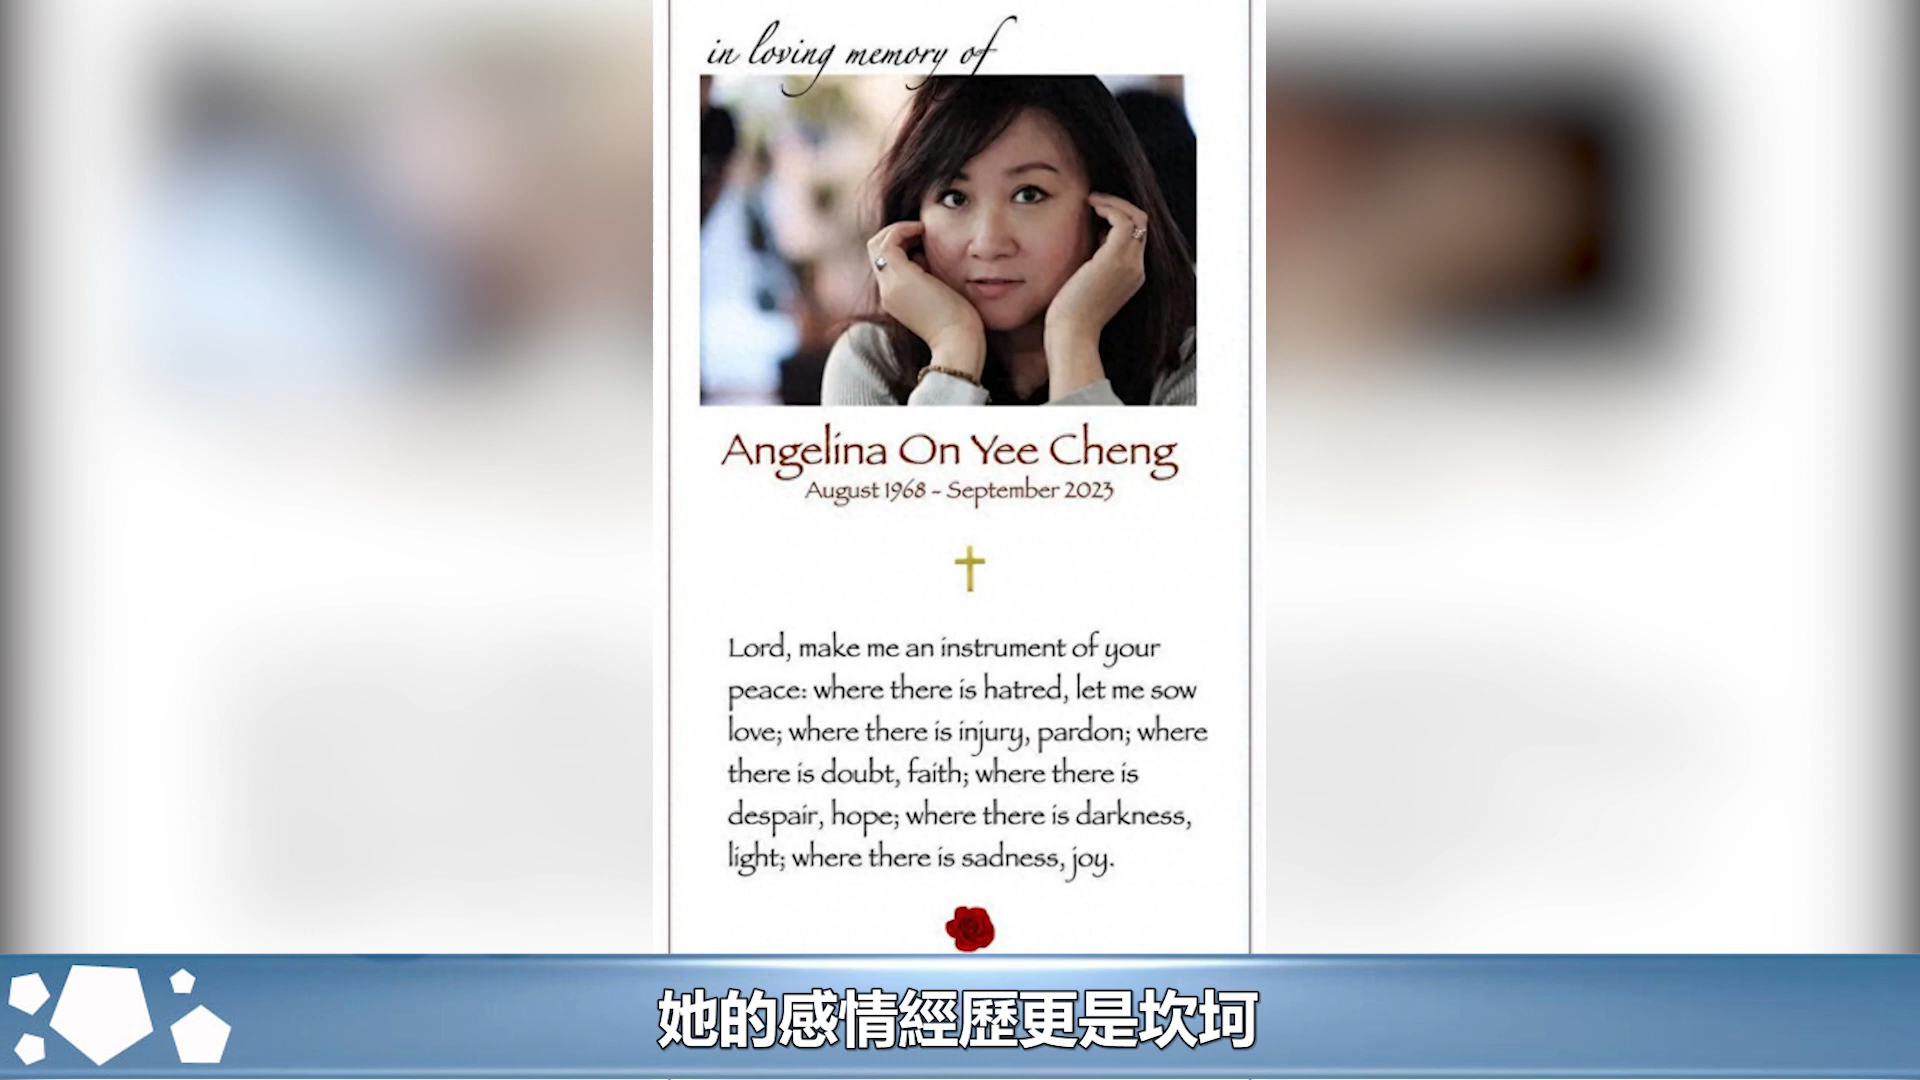 in loving memory of
Angelina On Yee Cheng
August 1968 - September 2023
Lord, make me an instrument of your
peace: where there is hatred, let me sow
love; where there is injury, pardon; where
there is doubt, faith; where there is
despair, hope; where there is darkness,
light; where there is sadness, joy.
她的感情經歷更是坎坷